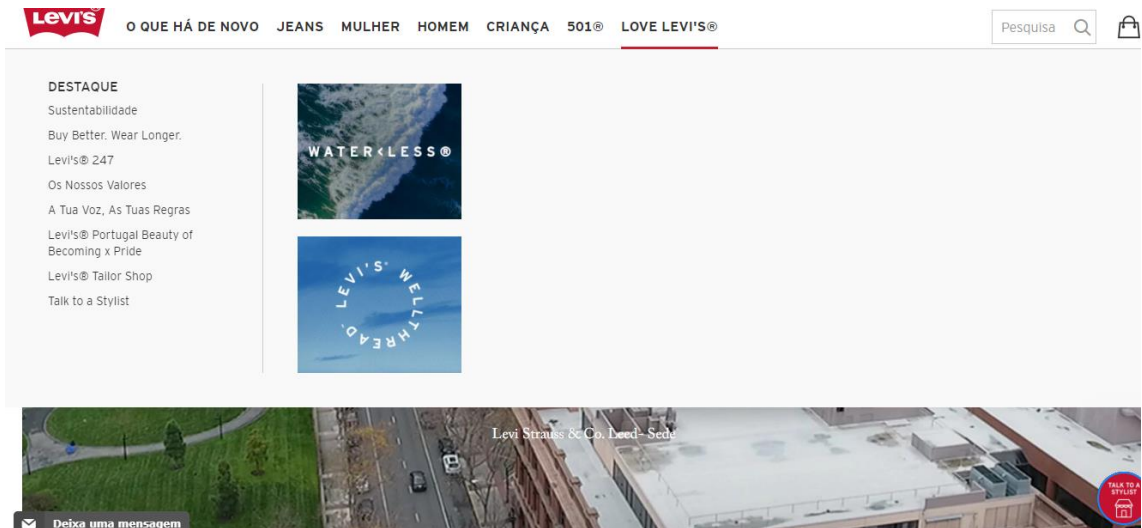 LEVI'S®
O QUE HÁ DE NOVO JEANS MULHER HOMEM CRIANÇA 501® LOVE LEVI'S®
Pesquisa
DESTAQUE
Sustentabilidade
Buy Better. Wear Longer.
Levi's® 247
Os Nossos Valores
A Tua Voz, As Tuas Regras
Levi's® Portugal Beauty of
Becoming x Pride
Levi's® Tailor Shop
Talk to a Stylist
WATER<LESS®
LEVI'S® WELLTHREAD™
Levi Strauss & Co. Leed- Sede
TALK TO A
STYLIST
Deixa uma mensagem